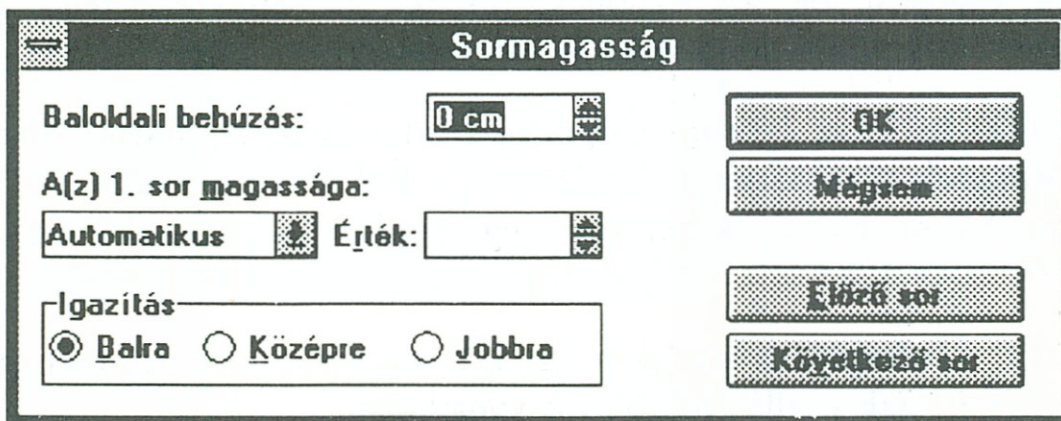 Sormagasság
Baloldali behúzás: 0 cm
OK
A(z) 1. sor magassága:
Mégsem
Automatikus Érték:
Előző sor
Igazítás
Balra Középre Jobbra
Következő sor